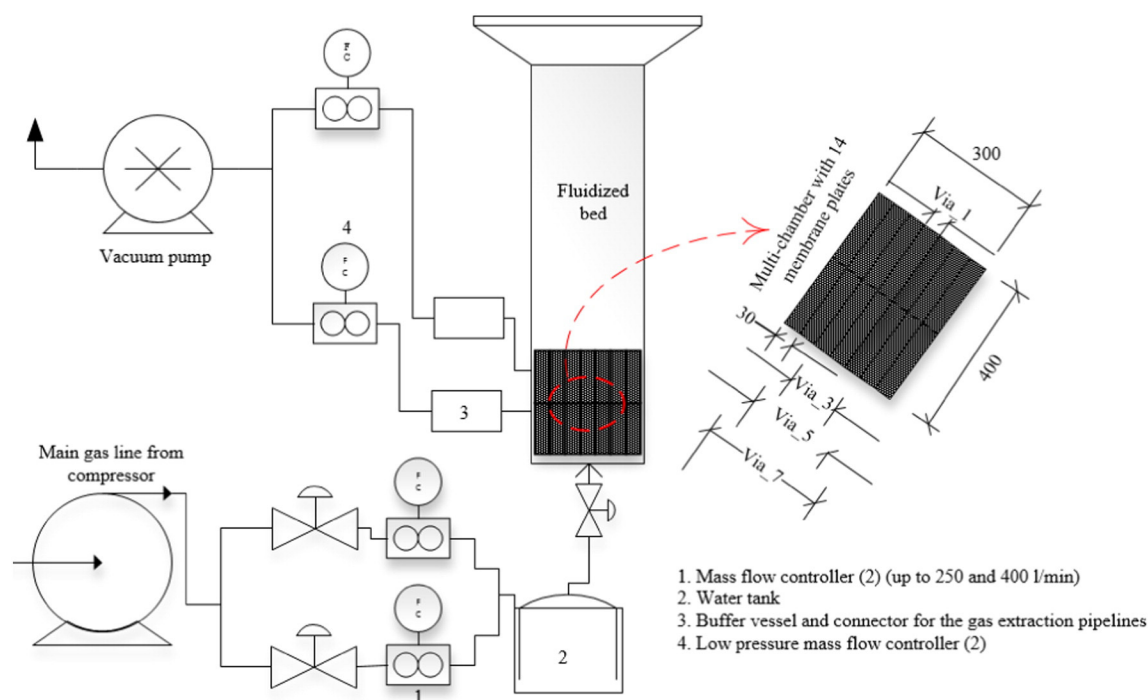 F
C
Vacuum pump
4
F
C
Fluidized
bed
3
Multi-chamber with 14
membrane plates
300
Via_1
400
30
Via_3
Via_5
Via_7
Main gas line from
compressor
F
C
F
C
1
2
1. Mass flow controller (2) (up to 250 and 400 l/min)
2. Water tank
3. Buffer vessel and connector for the gas extraction pipelines
4. Low pressure mass flow controller (2)